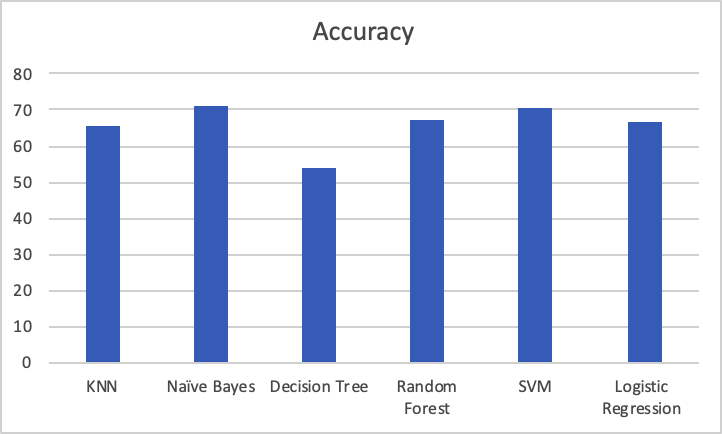 Accuracy
80
70
60
50
40
30
20
10
0
KNN
Naïve Bayes
Decision Tree
Random
Forest
SVM
Logistic
Regression